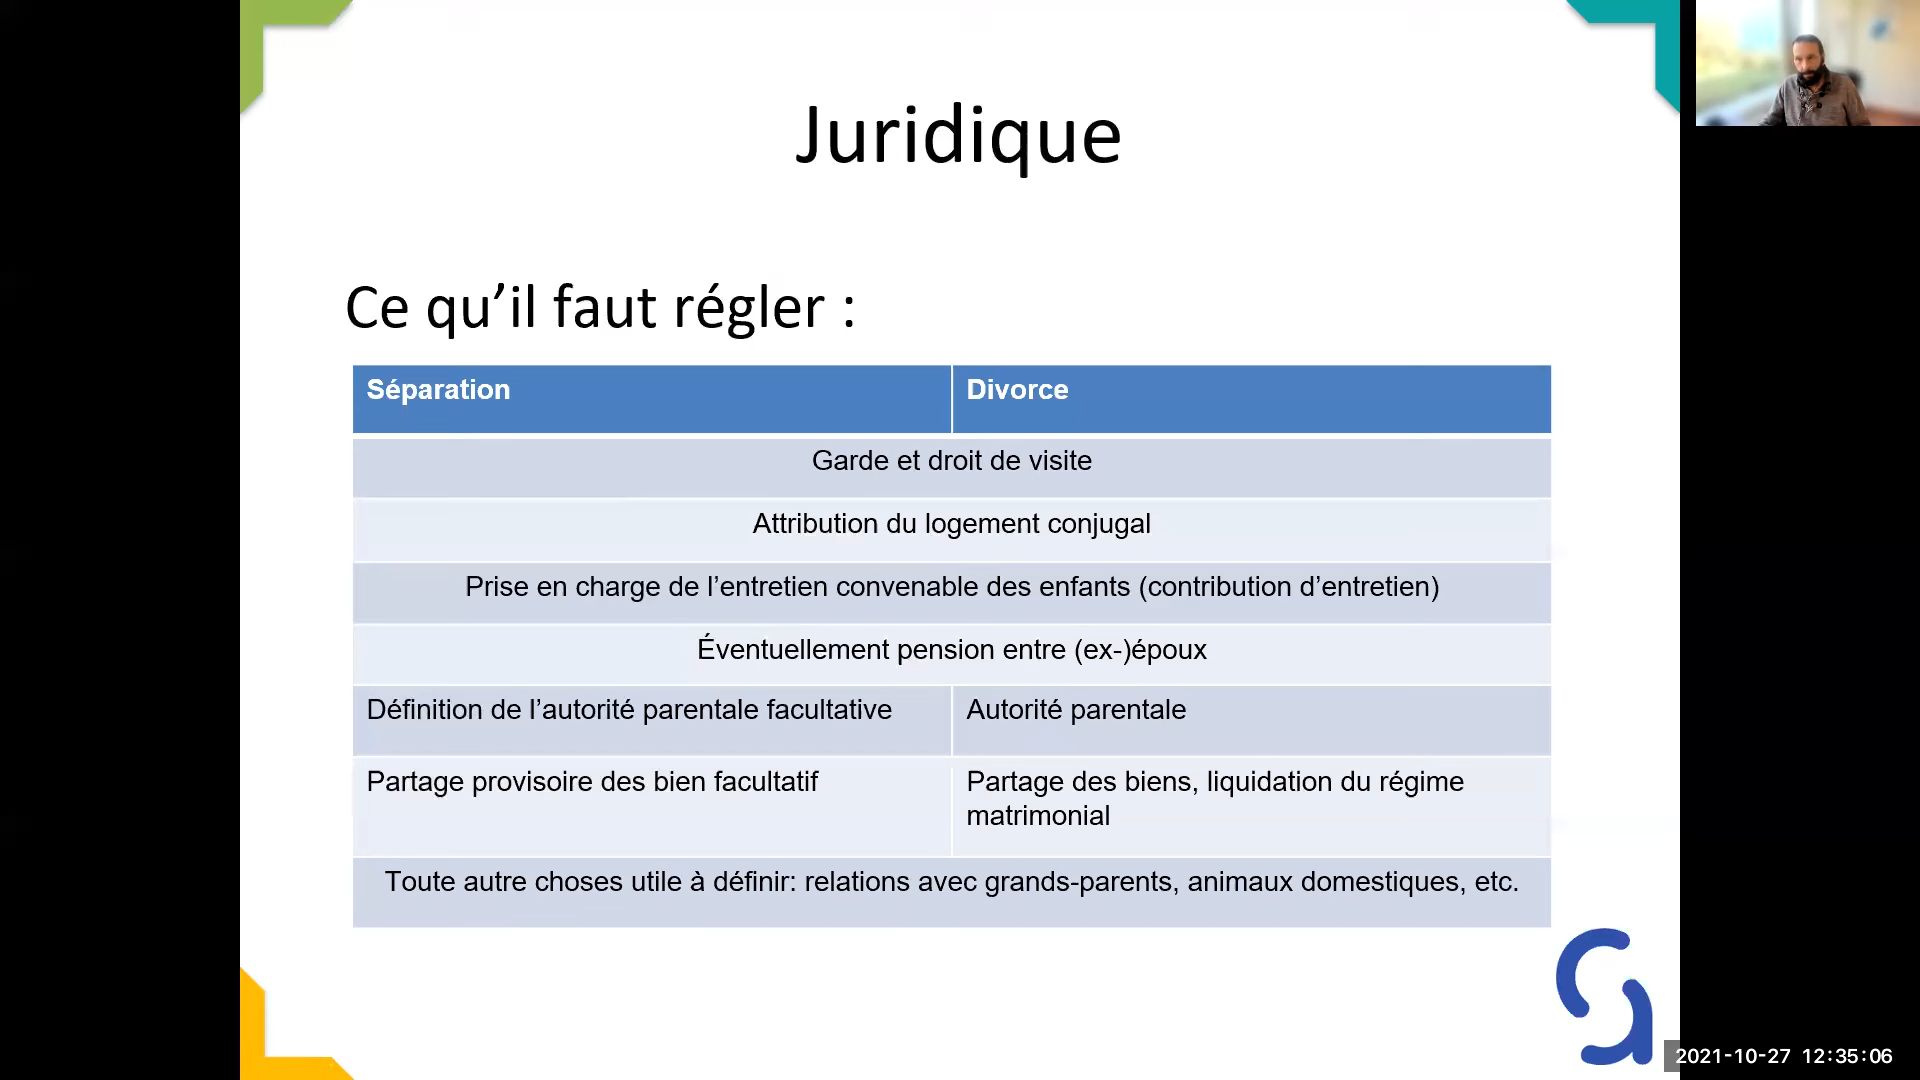 Juridique
Ce qu’il faut régler :
Séparation
Divorce
Garde et droit de visite
Attribution du logement conjugal
Prise en charge de l’entretien convenable des enfants (contribution d’entretien)
Éventuellement pension entre (ex-)époux
Définition de l’autorité parentale facultative
Autorité parentale
Partage provisoire des bien facultatif
Partage des biens, liquidation du régime
matrimonial
Toute autre choses utile à définir: relations avec grands-parents, animaux domestiques, etc.
2021-10-27 12:35:06